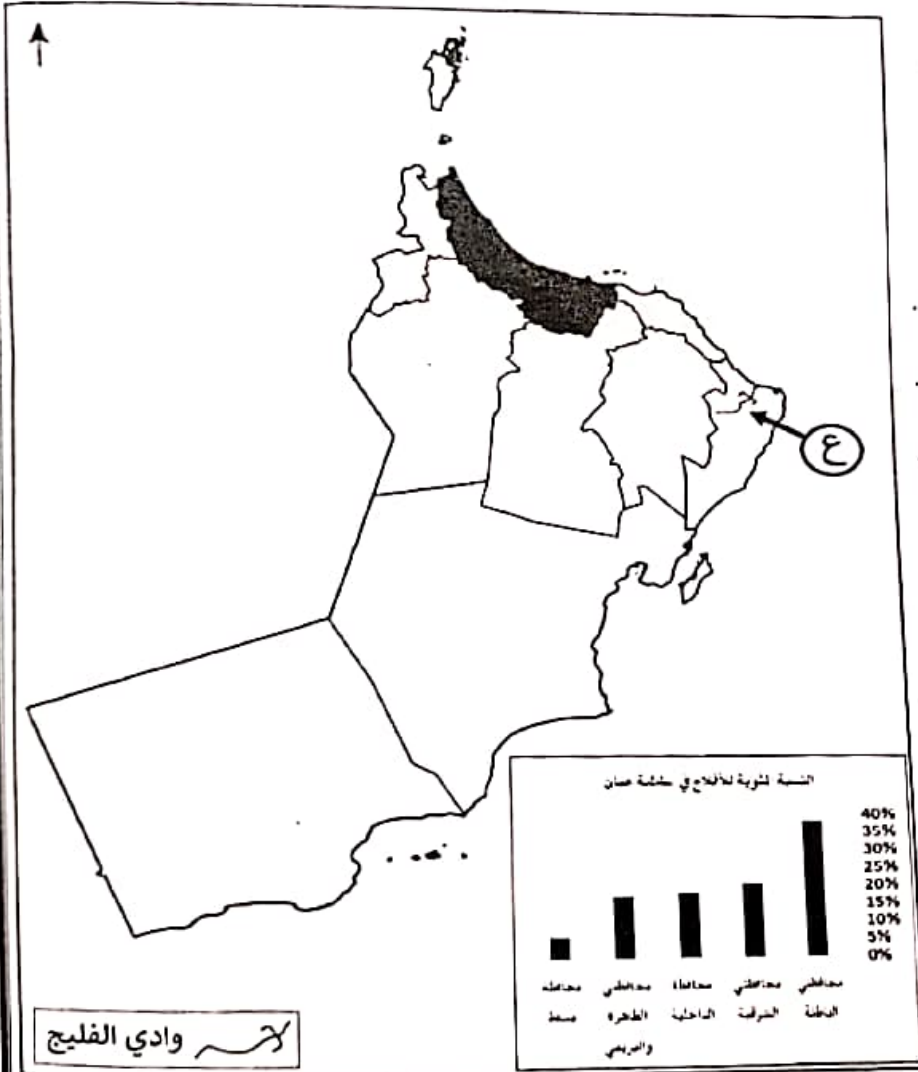 ع
النسبة المئوية للأفلاج في سلطنة عمان
40%
35%
30%
25%
20%
15%
10%
5%
0%
محافظتي الباطنة
محافظتي الشرقية
محافظة الداخلية
محافظتي الظاهرة والبريمي
محافظة مسقط
وادي الفليج